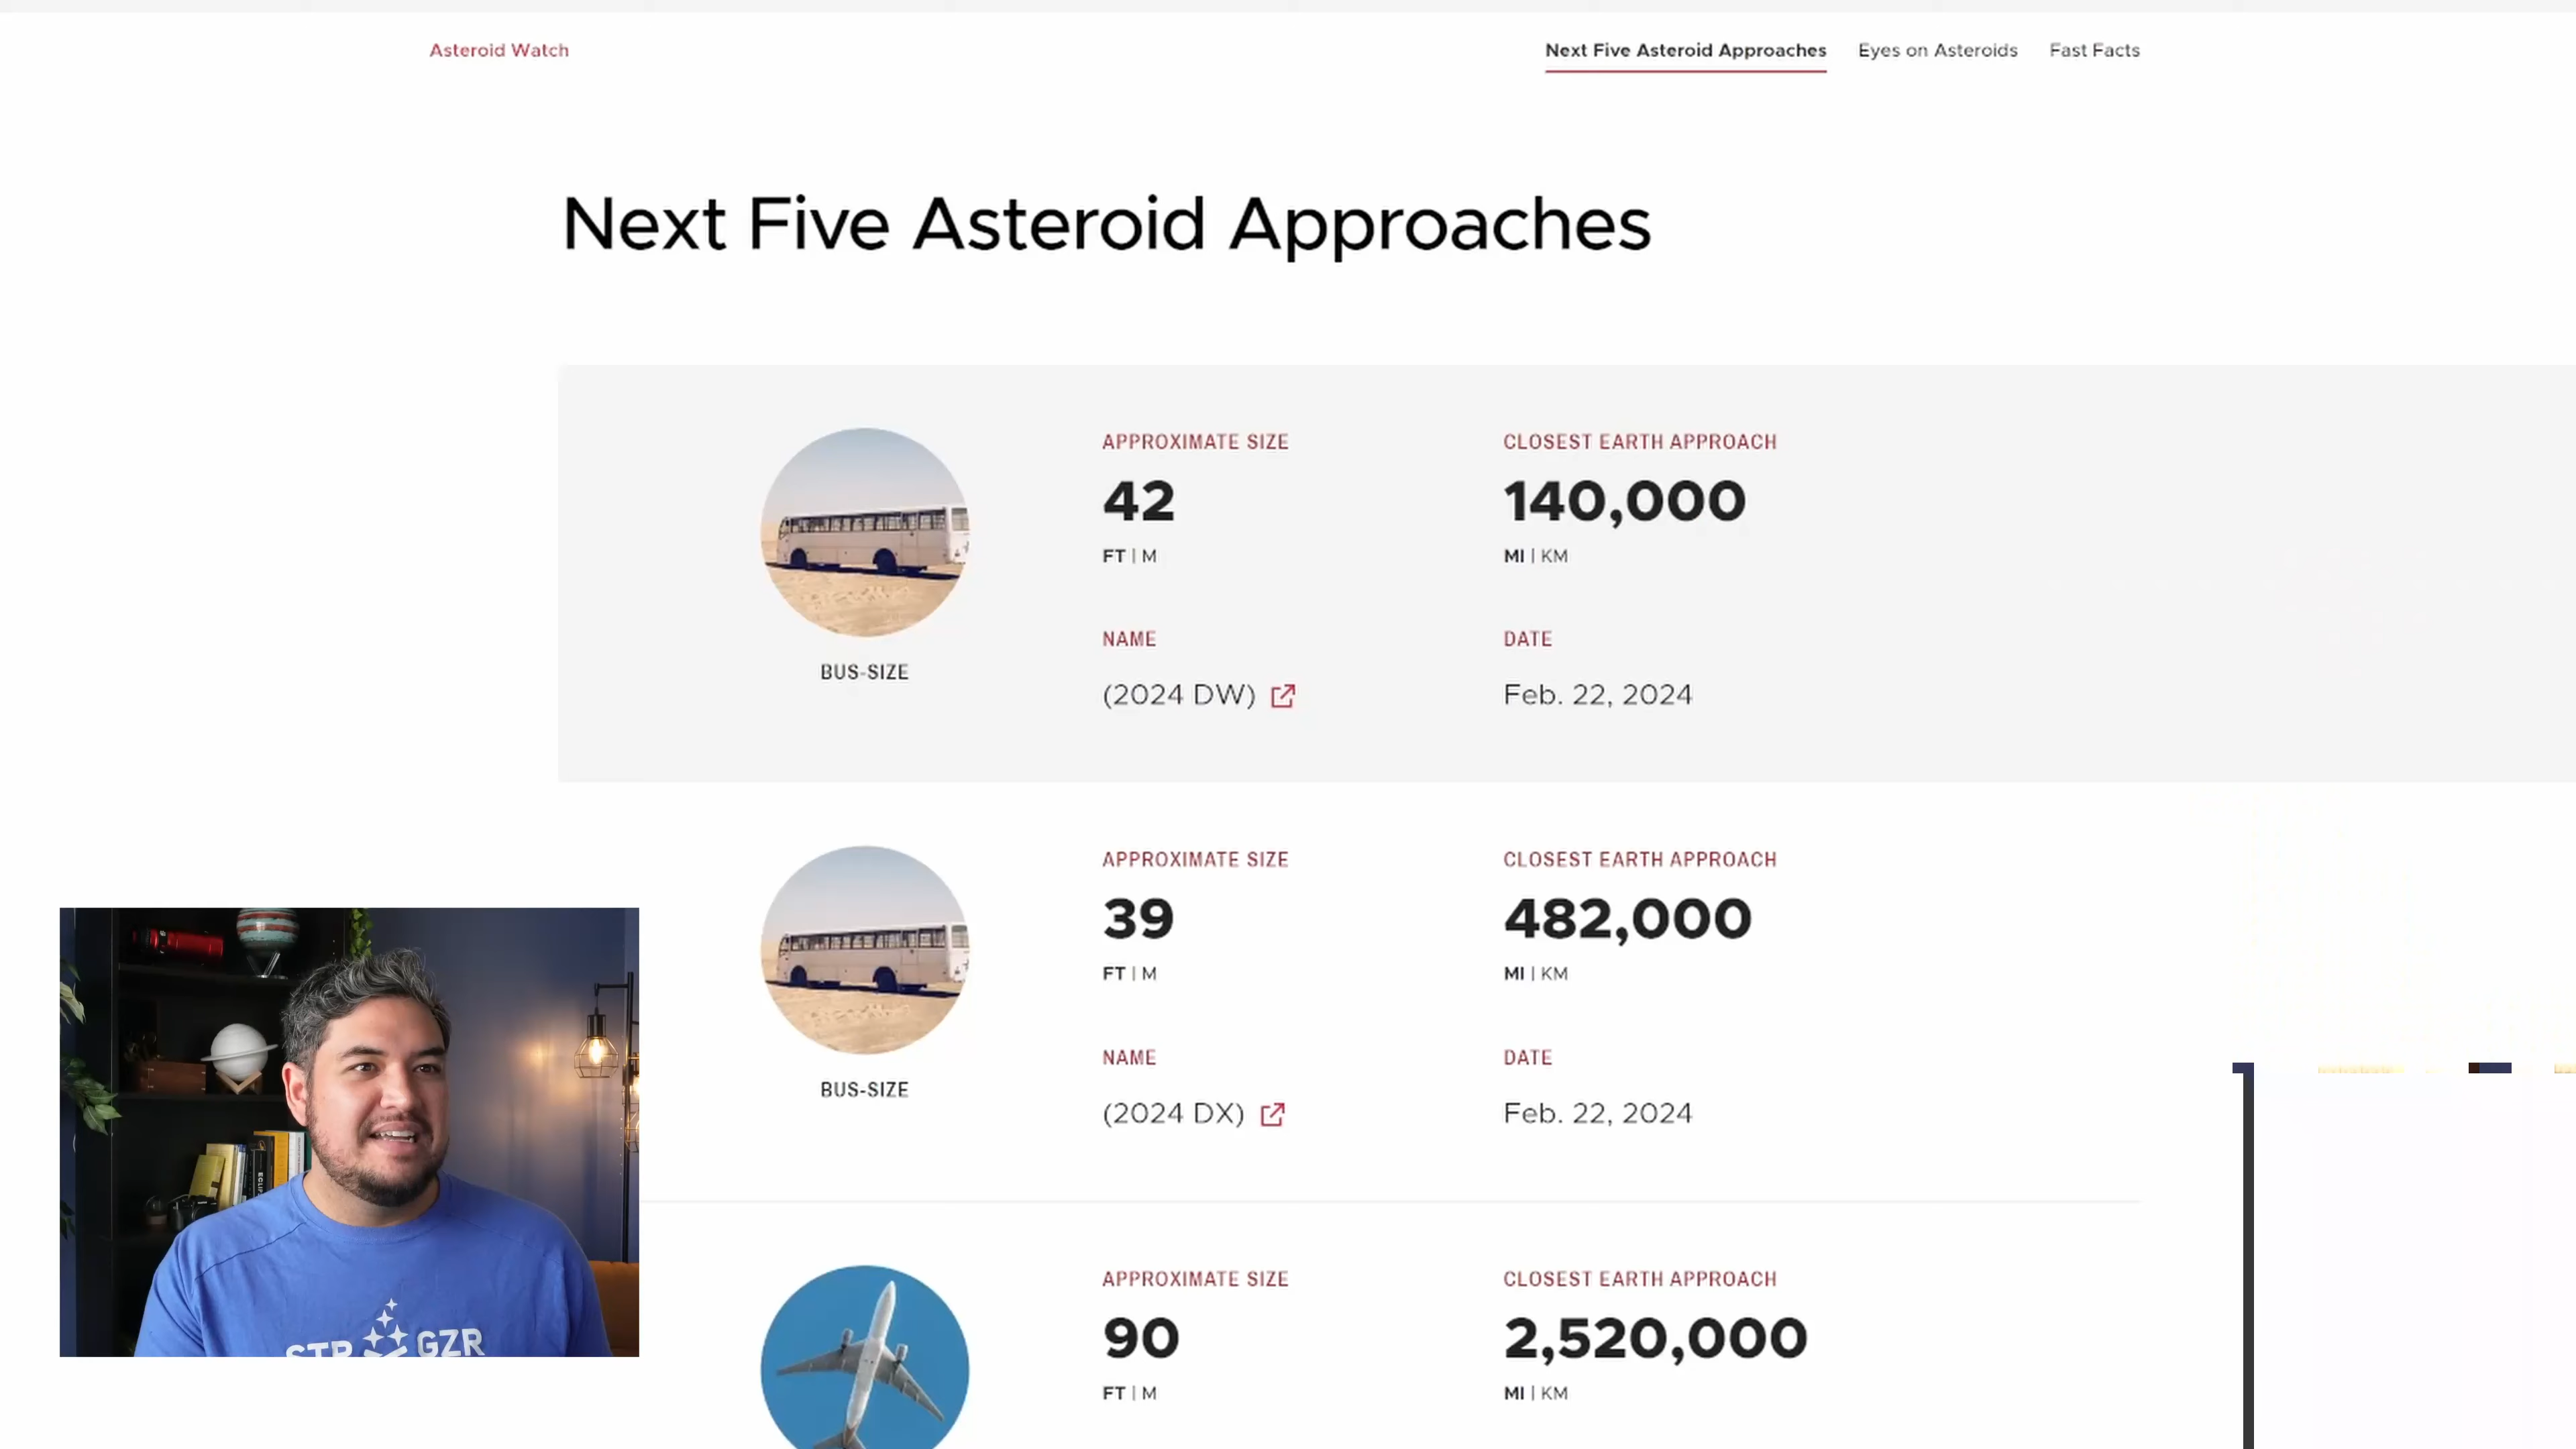 Asteroid Watch
Next Five Asteroid Approaches Eyes on Asteroids Fast Facts
Next Five Asteroid Approaches
APPROXIMATE SIZE
42
FT | M
CLOSEST EARTH APPROACH
140,000
MI | KM
BUS-SIZE
NAME
(2024 DW)
DATE
Feb. 22, 2024
APPROXIMATE SIZE
39
FT | M
CLOSEST EARTH APPROACH
482,000
MI | KM
BUS-SIZE
NAME
(2024 DX)
DATE
Feb. 22, 2024
APPROXIMATE SIZE
90
FT | M
CLOSEST EARTH APPROACH
2,520,000
MI | KM
STR GZR